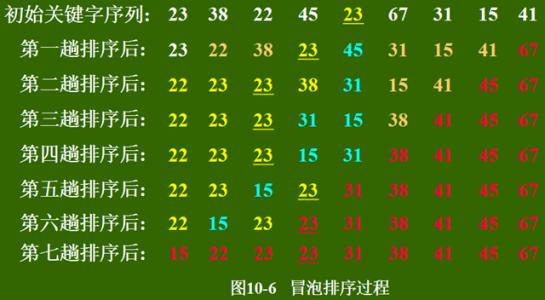 初始关键字序列: 23 38 22 45 23 67 31 15 41
第一趟排序后: 23 22 38 23 45 31 15 41 67
第二趟排序后: 22 23 23 38 31 15 41 45 67
第三趟排序后: 22 23 23 31 15 38 41 45 67
第四趟排序后: 22 23 23 15 31 38 41 45 67
第五趟排序后: 22 23 15 23 31 38 41 45 67
第六趟排序后: 22 15 23 23 31 38 41 45 67
第七趟排序后: 15 22 23 23 31 38 41 45 67
图10-6 冒泡排序过程